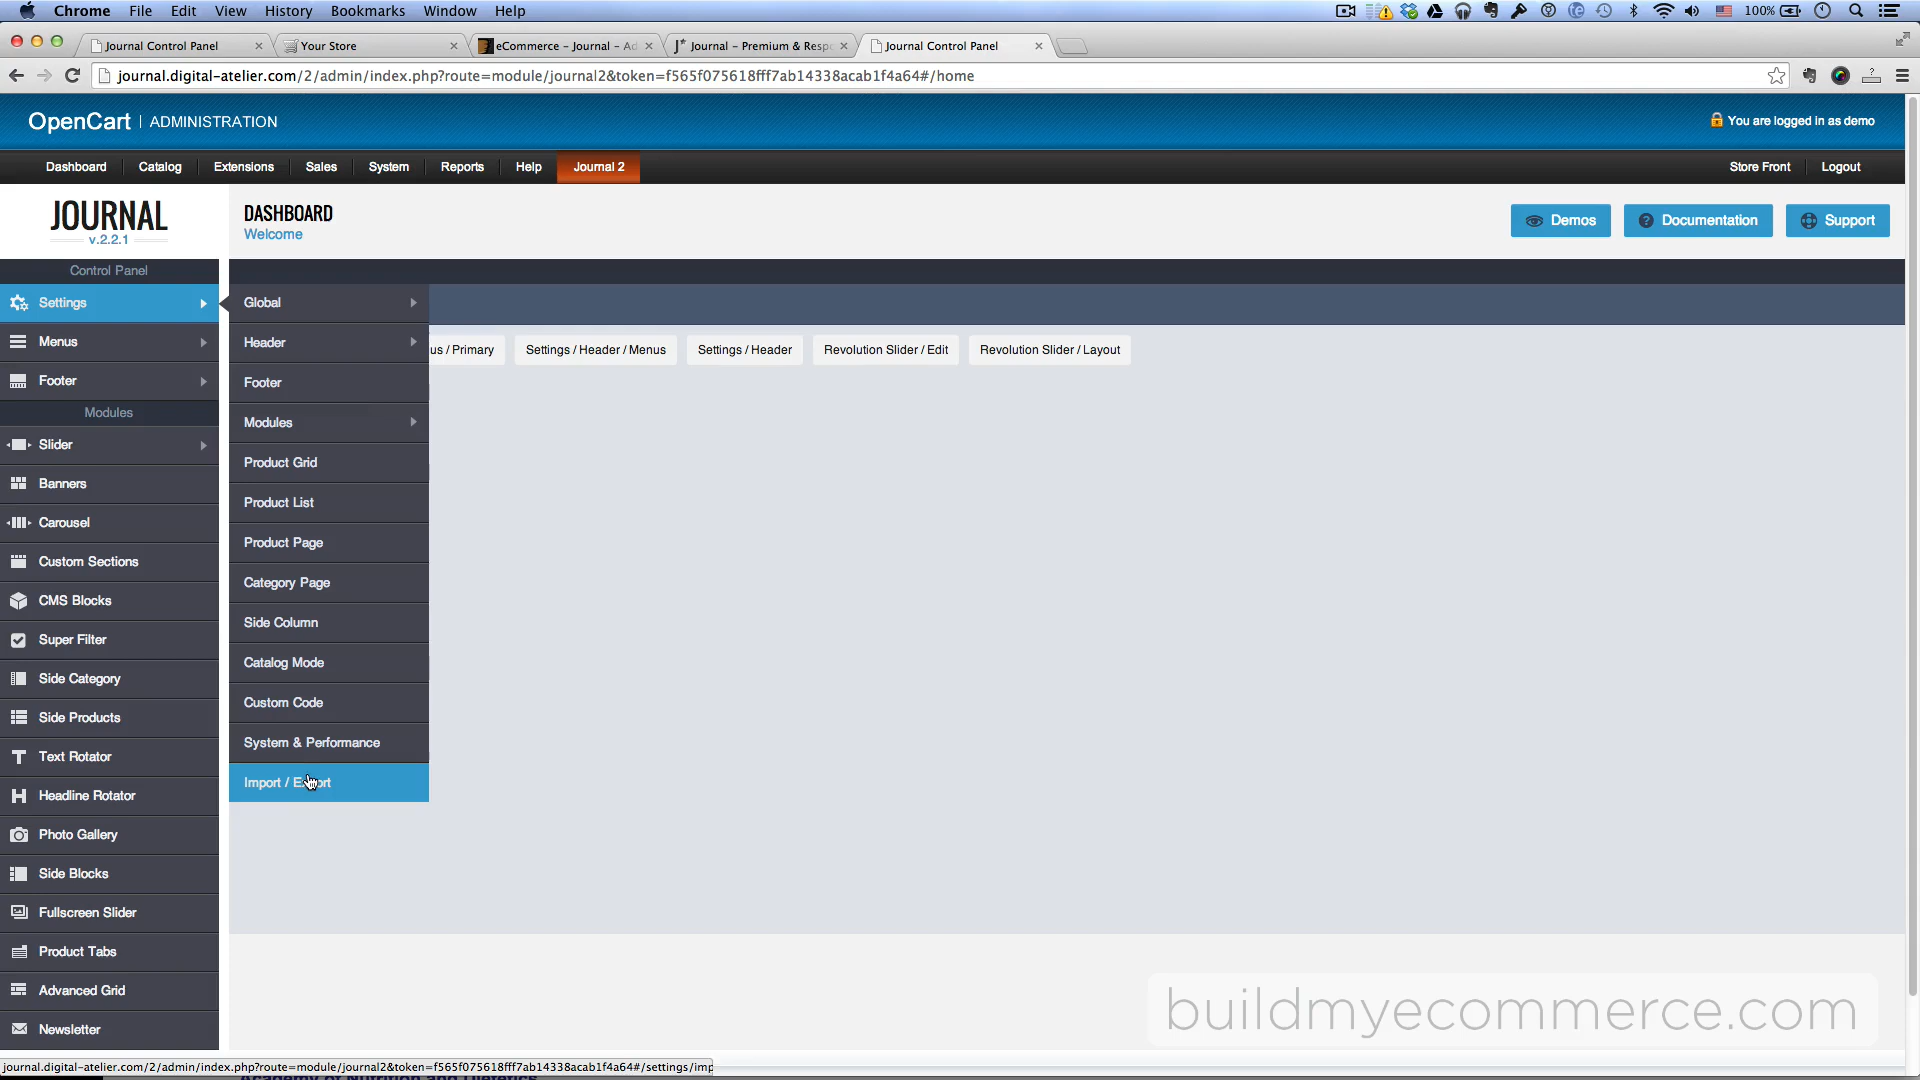 Chrome File Edit View History Bookmarks Window Help 100%
Journal Control Panel Your Store eCommerce – Journal – Ad Journal – Premium & Resp Journal Control Panel
journal.digital-atelier.com/2/admin/index.php?route=module/journal2&token=f565f075618fff7ab14338acab1f4a64#/home
OpenCart | ADMINISTRATION You are logged in as demo
Dashboard Catalog Extensions Sales System Reports Help Journal 2 Store Front Logout
JOURNAL
v.2.2.1
DASHBOARD
Welcome
Demos Documentation Support
Control Panel
Settings
Menus
Footer
Modules
Slider
Banners
Carousel
Custom Sections
CMS Blocks
Super Filter
Side Category
Side Products
Text Rotator
Headline Rotator
Photo Gallery
Side Blocks
Fullscreen Slider
Product Tabs
Advanced Grid
Newsletter
Global
Header
Footer
Modules
Product Grid
Product List
Product Page
Category Page
Side Column
Catalog Mode
Custom Code
System & Performance
Import / Export
us / Primary Settings / Header / Menus Settings / Header Revolution Slider / Edit Revolution Slider / Layout
buildmyecommerce.com
journal.digital-atelier.com/2/admin/index.php?route=module/journal2&token=f565f075618fff7ab14338acab1f4a64#/settings/imp